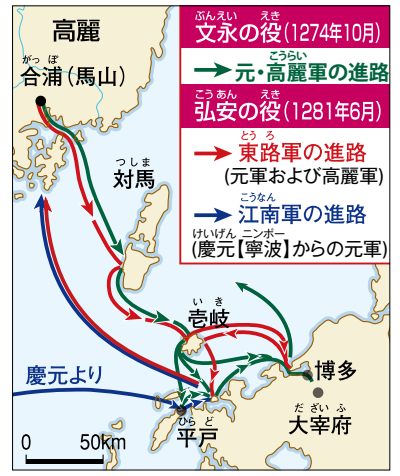 高麗
がっぽ
合浦(馬山)
つしま
対馬
いき
壱岐
慶元より
ひらど
平戸
博多
だざいふ
大宰府
0 50km
ぶんえい えき
文永の役(1274年10月)
こうらい
元・高麗軍の進路
こうあん えき
弘安の役(1281年6月)
とうろ
東路軍の進路
(元軍および高麗軍)
こうなん
江南軍の進路
けいげん ニンポー
(慶元【寧波】からの元軍)